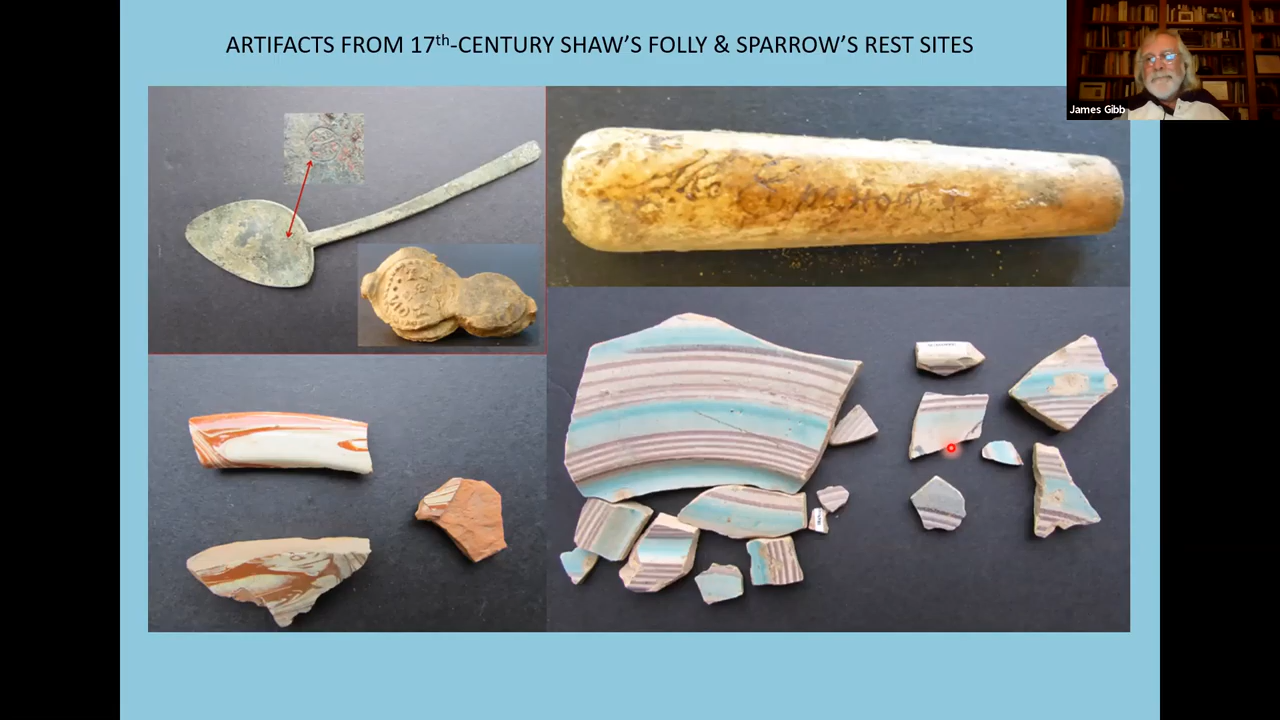 ARTIFACTS FROM 17th-CENTURY SHAW'S FOLLY & SPARROW'S REST SITES
James Gibb